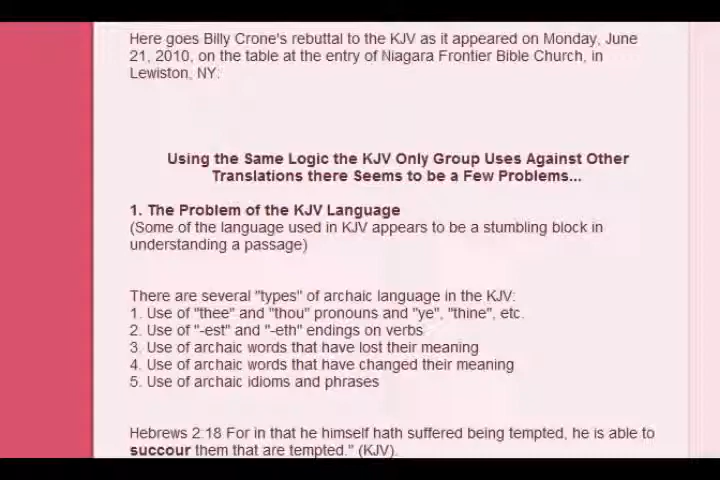 Here goes Billy Crone's rebuttal to the KJV as it appeared on Monday, June
21, 2010, on the table at the entry of Niagara Frontier Bible Church, in
Lewiston, NY:
Using the Same Logic the KJV Only Group Uses Against Other
Translations there Seems to be a Few Problems...
1. The Problem of the KJV Language
(Some of the language used in KJV appears to be a stumbling block in
understanding a passage)
There are several "types" of archaic language in the KJV:
1. Use of "thee" and "thou" pronouns and "ye", "thine", etc.
2. Use of "-est" and "-eth" endings on verbs
3. Use of archaic words that have lost their meaning
4. Use of archaic words that have changed their meaning
5. Use of archaic idioms and phrases
Hebrews 2:18 For in that he himself hath suffered being tempted, he is able to
succour them that are tempted." (KJV).